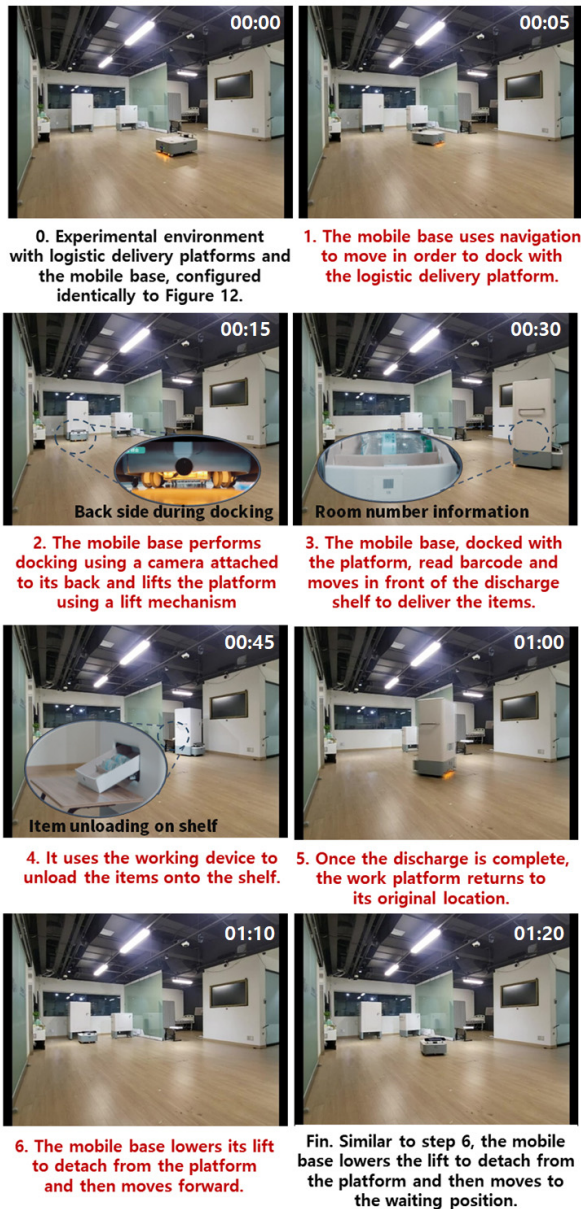 00:00
00:05
0. Experimental environment
with logistic delivery platforms and
the mobile base, configured
identically to Figure 12.
1. The mobile base uses navigation
to move in order to dock with
the logistic delivery platform.
00:15
00:30
Back side during docking
Room number information
2. The mobile base performs
docking using a camera attached
to its back and lifts the platform
using a lift mechanism
3. The mobile base, docked with
the platform, read barcode and
moves in front of the discharge
shelf to deliver the items.
00:45
01:00
Item unloading on shelf
4. It uses the working device to
unload the items onto the shelf.
5. Once the discharge is complete,
the work platform returns to
its original location.
01:10
01:20
6. The mobile base lowers its lift
to detach from the platform
and then moves forward.
Fin. Similar to step 6, the mobile
base lowers the lift to detach from
the platform and then moves to
the waiting position.